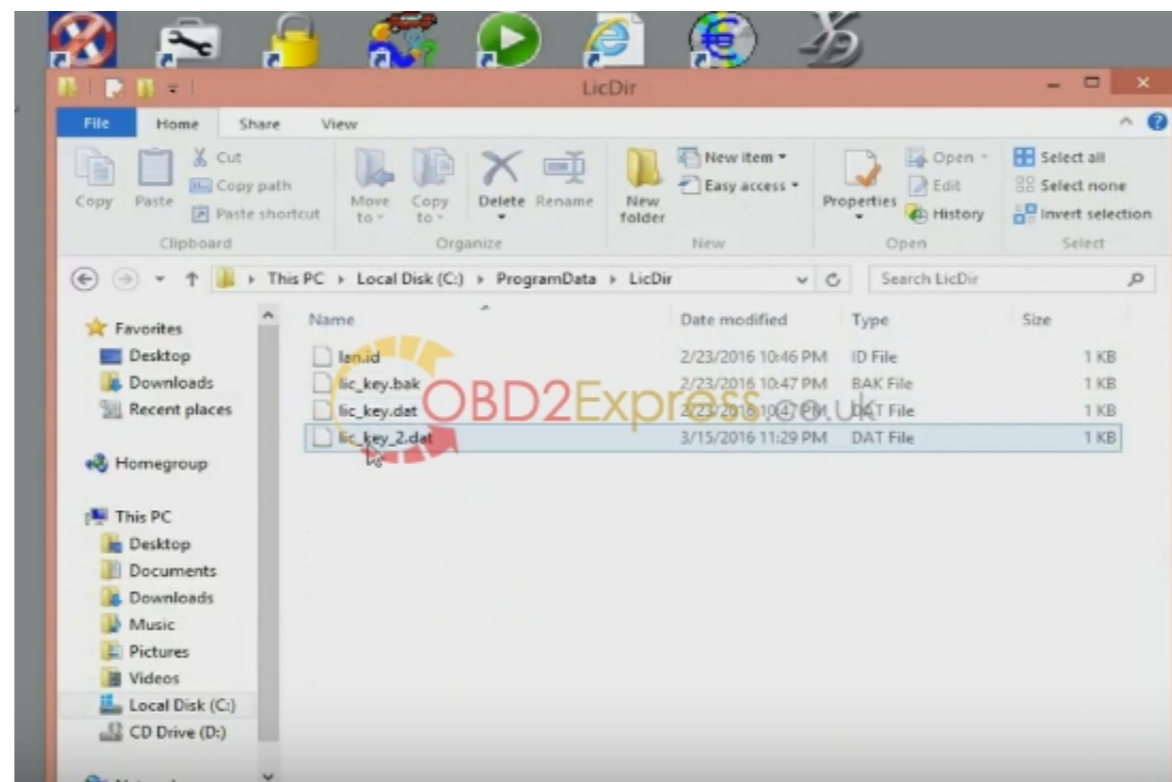 LicDir
File Home Share View
Copy
Paste
Cut
Copy path
Paste shortcut
Clipboard
Move to
Copy to
Delete
Rename
Organize
New folder
New item
Easy access
New
Properties
Open
Edit
History
Open
Select all
Select none
Invert selection
Select
This PC Local Disk (C:) ProgramData LicDir
Search LicDir
Name Date modified Type Size
lan.id 2/23/2016 10:46 PM ID File 1 KB
lic_key.bak 2/23/2016 10:47 PM BAK File 1 KB
lic_key.dat 2/23/2016 10:47 PM DAT File 1 KB
lic_key_2.dat 3/15/2016 11:29 PM DAT File 1 KB
OBD2Express.co.uk
Favorites
Desktop
Downloads
Recent places
Homegroup
This PC
Desktop
Documents
Downloads
Music
Pictures
Videos
Local Disk (C:)
CD Drive (D:)